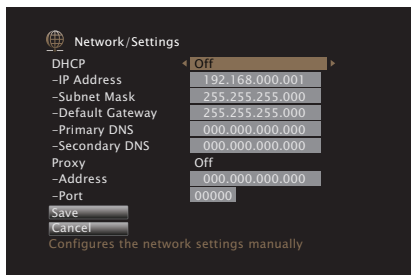 Network/Settings
DHCP Off
–IP Address 192.168.000.001
–Subnet Mask 255.255.255.000
–Default Gateway 255.255.255.000
–Primary DNS 000.000.000.000
–Secondary DNS 000.000.000.000
Proxy Off
–Address 000.000.000.000
–Port 00000
Save
Cancel
Configures the network settings manually